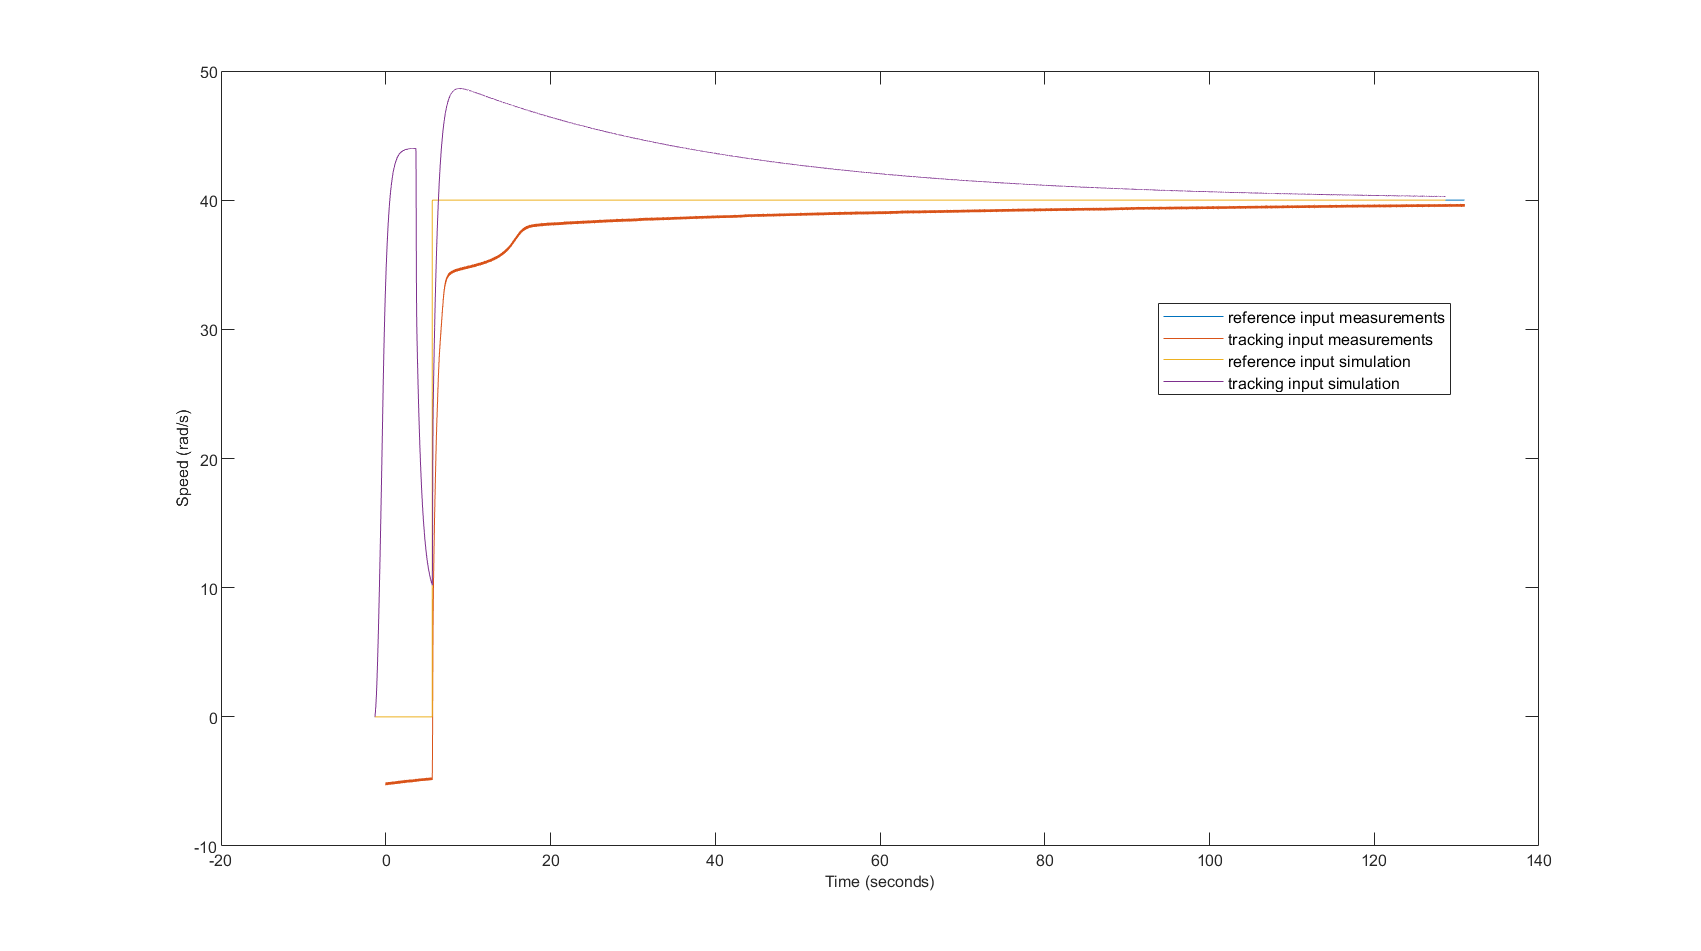 50
40
30
20
10
0
-10
-20
0
20
40
60
80
100
120
140
Speed (rad/s)
Time (seconds)
reference input measurements
tracking input measurements
reference input simulation
tracking input simulation